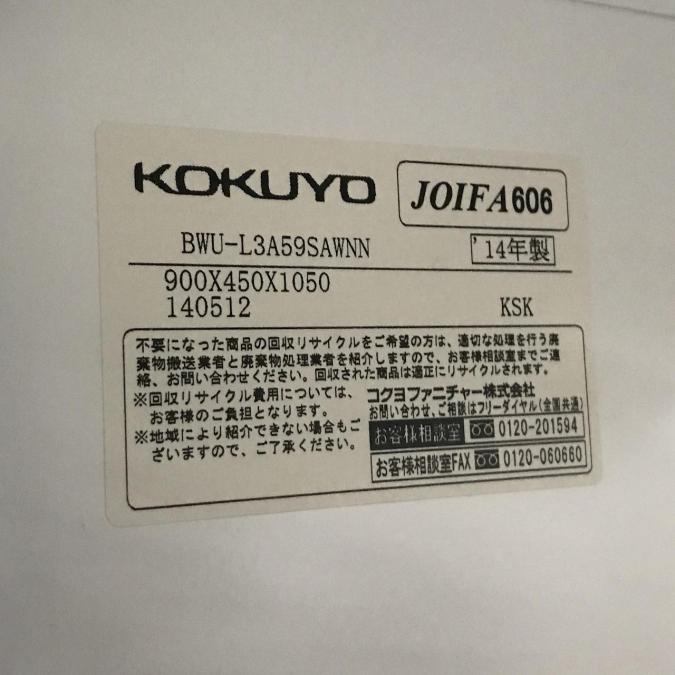 KOKUYO
JOIFA606
BWU-L3A59SAWNN
'14年製
900X450X1050
140512
KSK
不要になった商品の回収リサイクルをご希望の方は、適切な処理を行う廃
棄物搬送業者と廃棄物処理業者を紹介しますので、お客様相談室までご連
絡、お問い合わせください。回収された商品は適正にリサイクルされます。
※回収リサイクル費用については、
お客様のご負担となります。
※地域により紹介できない場合もご
ざいますので、ご了承ください。
コクヨファニチャー株式会社
お問い合わせ、ご相談はフリーダイヤル(全国共通)
お客様相談室 0120-201594
お客様相談室FAX 0120-060660